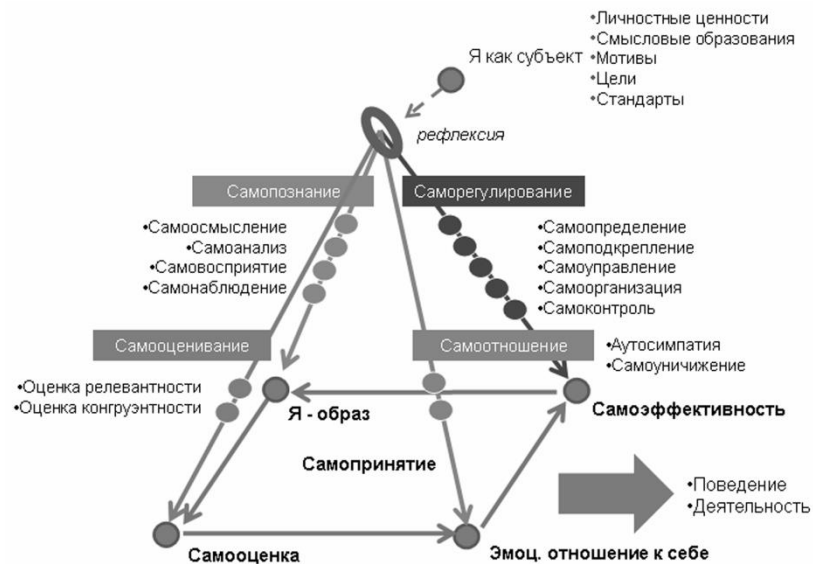 •Личностные ценности
•Смысловые образования
Я как субъект
•Мотивы
•Цели
•Стандарты
рефлексия
Самопознание
Саморегулирование
•Самоосмысление
•Самоанализ
•Самовосприятие
•Самонаблюдение
•Самоопределение
•Самоподкрепление
•Самоуправление
•Самоорганизация
•Самоконтроль
Самооценивание
Самоотношение
•Аутосимпатия
•Самоуничижение
•Оценка релевантности
•Оценка конгруэнтности
Я - образ
Самоэффективность
Самопринятие
•Поведение
•Деятельность
Самооценка
Эмоц. отношение к себе